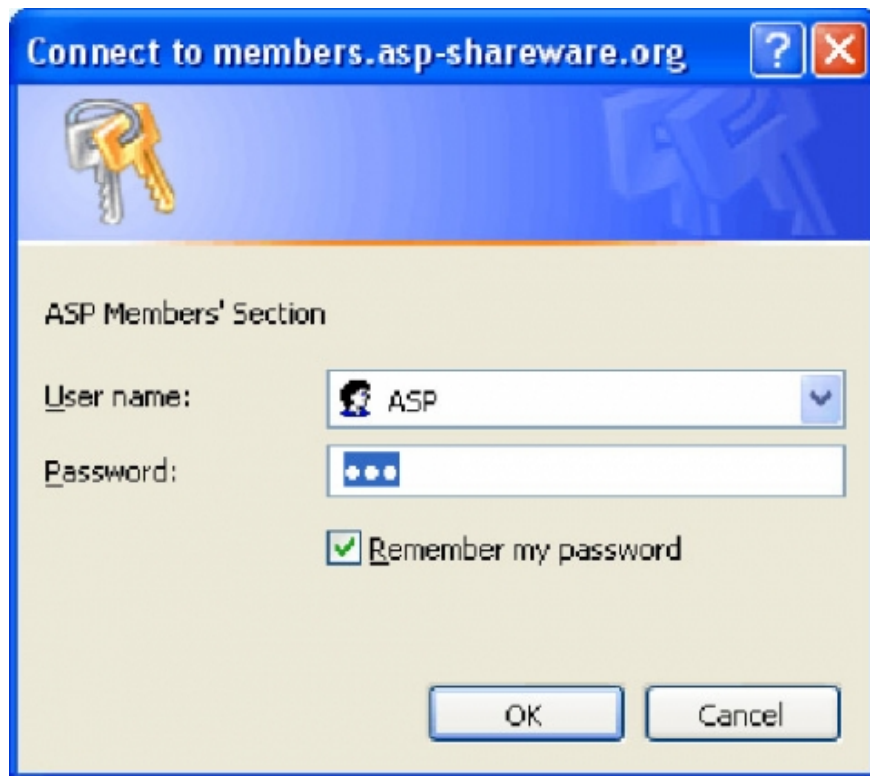 Connect to members.asp-shareware.org
ASP Members' Section
User name: ASP
Password: •••
Remember my password
OK Cancel